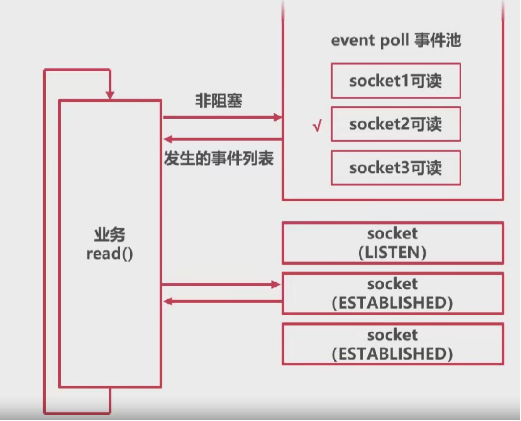 event poll 事件池
socket1可读
非阻塞
√
socket2可读
发生的事件列表
socket3可读
业务
read()
socket
(LISTEN)
socket
(ESTABLISHED)
socket
(ESTABLISHED)